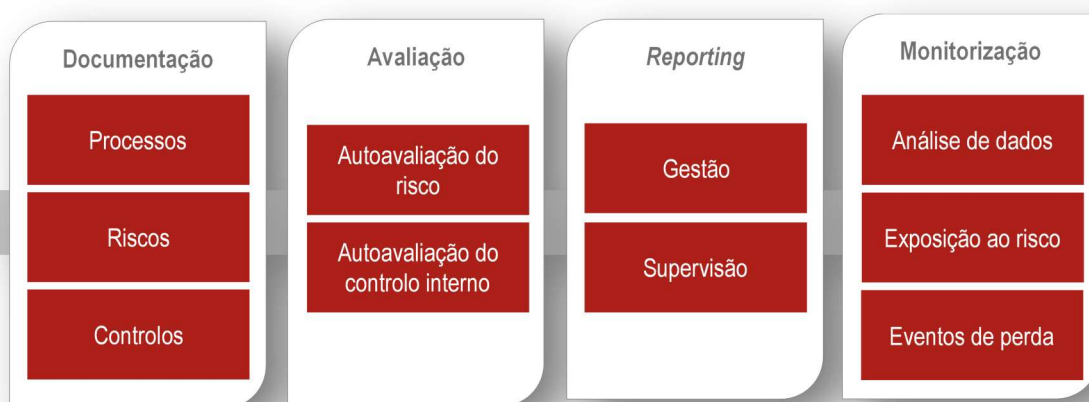 Documentação
Processos
Riscos
Controlos
Avaliação
Autoavaliação do
risco
Autoavaliação do
controlo interno
Reporting
Gestão
Supervisão
Monitorização
Análise de dados
Exposição ao risco
Eventos de perda